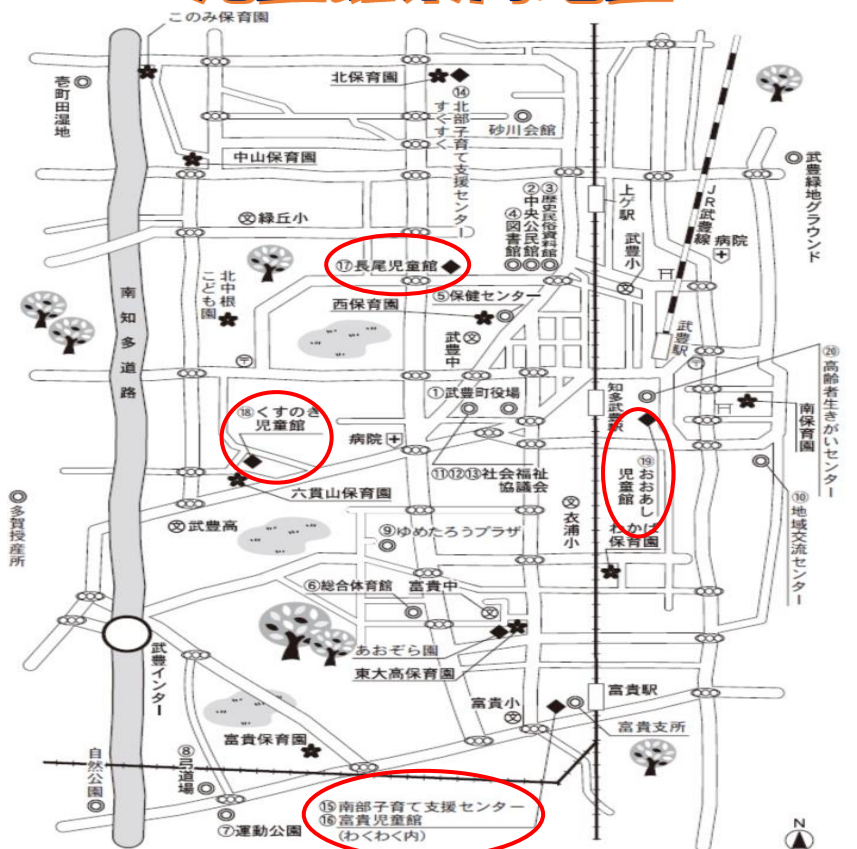 このみ保育園
壱町田湿地
北保育園
⑭北部子育て支援センター
すくすく
砂川会館
中山保育園
武豊緑地グラウンド
②中央公民館
③歴史民俗資料館
④図書館
上ゲ駅
JR武豊線
病院
文緑丘小
武豊小
⑰長尾児童館
北中根
こども園
⑤保健センター
西保育園
南知多道路
武豊中
文
武豊駅
①武豊町役場
知多武豊駅
⑳高齢者生きがいセンター
南保育園
⑱くすのき
児童館
病院
⑪⑫⑬社会福祉
協議会
⑲おおあし
児童館
六貫山保育園
多賀授産所
文武豊高
⑨ゆめたろうプラザ
文
衣浦小
わかば
保育園
⑩地域交流センター
⑥総合体育館
富貴中
文
あおぞら園
東大高保育園
武豊インター
富貴小
文
富貴駅
富貴支所
富貴保育園
自然公園
⑧弓道場
⑮南部子育て支援センター
⑯富貴児童館
(わくわく内)
⑦運動公園
N